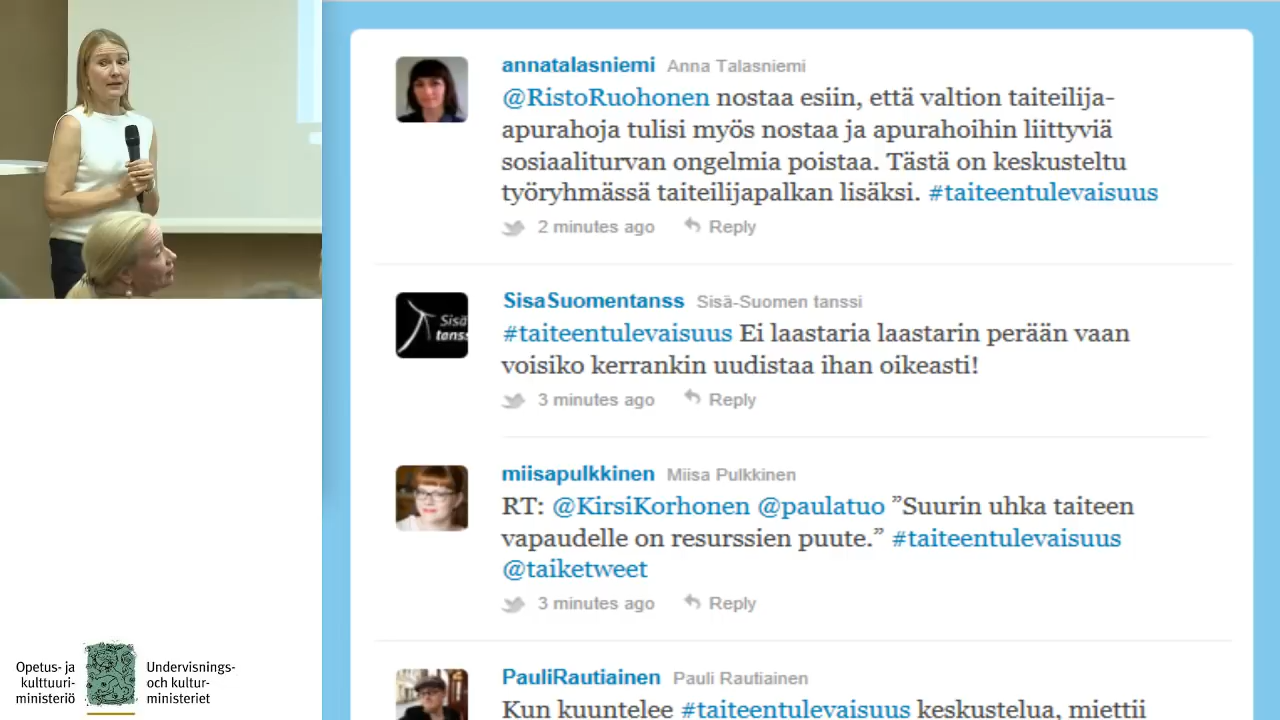 annatalasniemi Anna Talasniemi
@RistoRuohonen nostaa esiin, että valtion taiteilija-
apurahoja tulisi myös nostaa ja apurahoihin liittyviä
sosiaaliturvan ongelmia poistaa. Tästä on keskusteltu
työryhmässä taiteilijapalkan lisäksi. #taiteentulevaisuus
2 minutes ago Reply
SisaSuomentanss Sisä-Suomen tanssi
Sisä
tanss
#taiteentulevaisuus Ei laastaria laastarin perään vaan
voisiko kerrankin uudistaa ihan oikeasti!
3 minutes ago Reply
miisapulkkinen Miisa Pulkkinen
RT: @KirsiKorhonen @paulatuo ”Suurin uhka taiteen
vapaudelle on resurssien puute.” #taiteentulevaisuus
@taiketweet
3 minutes ago Reply
PauliRautiainen Pauli Rautiainen
Kun kuuntelee #taiteentulevaisuus keskustelua, miettii
Opetus- ja
kulttuuri-
ministeriö
Undervisnings-
och kultur-
ministeriet